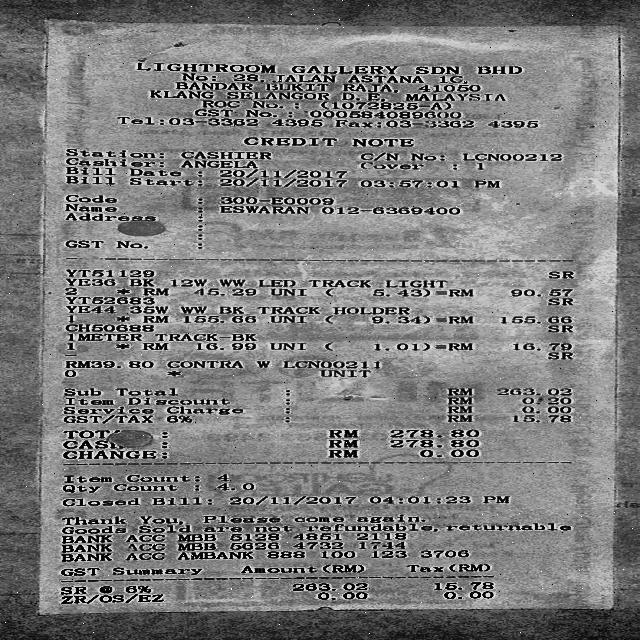 LIGHTROOM GALLERY SDN BHD
No: 28, JALAN ASTANA 1C,
BANDAR BUKIT RAJA, 41050
KLANG SELANGOR D.E, MALAYSIA
ROC No. : (1072825-A)
GST No. : 000584089600
Tel:03-3362 4395 Fax:03-3362 4395
CREDIT NOTE
Station: CASHIER C/N No: LCN00212
Cashier: ANGELA Cover : 1
Bill Date : 20/11/2017
Bill Start: 20/11/2017 03:57:01 PM
Code : 300-E0009
Name : ESWARAN 012-6369400
Address :
GST No. :
YT51129 SR
YE36 BK 12W WW LED TRACK LIGHT
2 * RM 45.29 UNI ( 5.43)=RM 90.57
YT52683 SR
YE44 35W WW BK TRACK HOLDER
1 * RM 155.66 UNI ( 9.34)=RM 155.66
CH50688 SR
1METER TRACK-BK
1 * RM 16.99 UNI ( 1.01)=RM 16.79
SR
RM39.80 CONTRA W LCN00211
0 * UNIT
Sub Total : RM 263.02
Item Discount : RM 0.20
Service Charge : RM 0.00
GST/TAX 6% : RM 15.78
TOT : RM 278.80
CAS : RM 278.80
CHANGE: RM 0.00
Item Count: 4
Qty Count : 4.0
Closed Bill: 20/11/2017 04:01:23 PM
Thank You, Please come again.
Goods Sold are not refundable, returnable
BANK ACC MBB 5128 4851 2118
BANK ACC MBB 5628 4732 1744
BANK ACC AMBANK 888 100 123 3706
GST Summary Amount(RM) Tax(RM)
SR @ 6% 263.02 15.78
ZR/OS/EZ 0.00 0.00